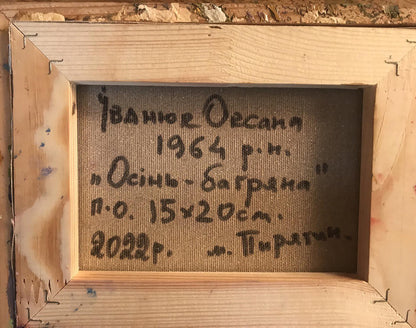 Іванюк Оксана
1964 р.н.
„Осінь-багряна"
п.о. 15×20см.
2022р. м. Пирятин.